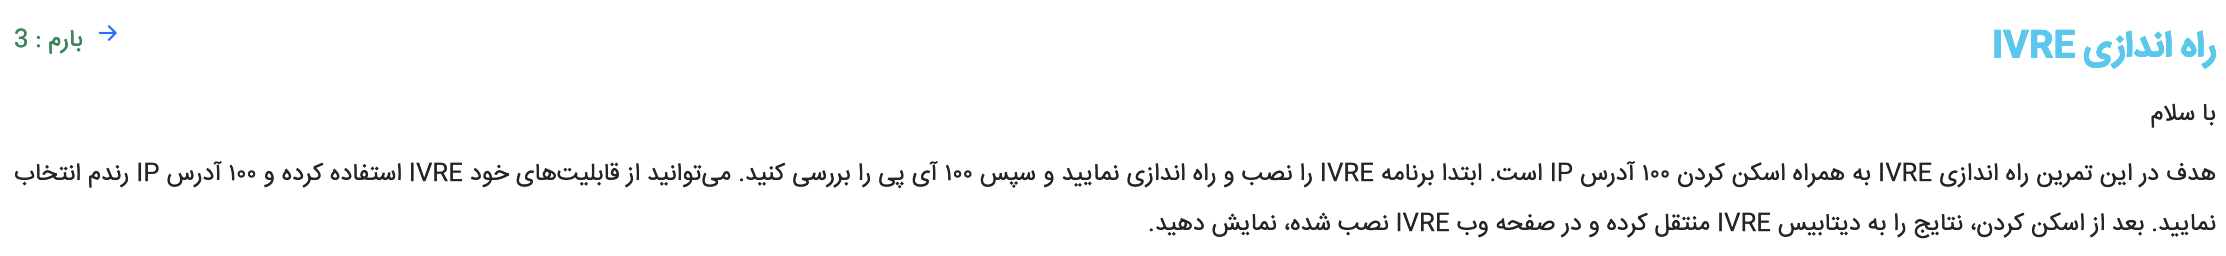 راه اندازی IVRE
بارم : 3 →
با سلام
هدف در این تمرین راه اندازی IVRE به همراه اسکن کردن ۱۰۰ آدرس IP است. ابتدا برنامه IVRE را نصب و راه اندازی نمایید و سپس ۱۰۰ آی پی را بررسی کنید. می‌توانید از قابلیت‌های خود IVRE استفاده کرده و ۱۰۰ آدرس IP رندم انتخاب
نمایید. بعد از اسکن کردن، نتایج را به دیتابیس IVRE منتقل کرده و در صفحه وب IVRE نصب شده، نمایش دهید.